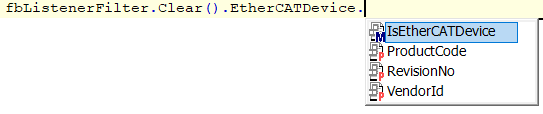 fbListenerFilter.Clear().EtherCATDevice.
IsEtherCATDevice
ProductCode
RevisionNo
VendorId